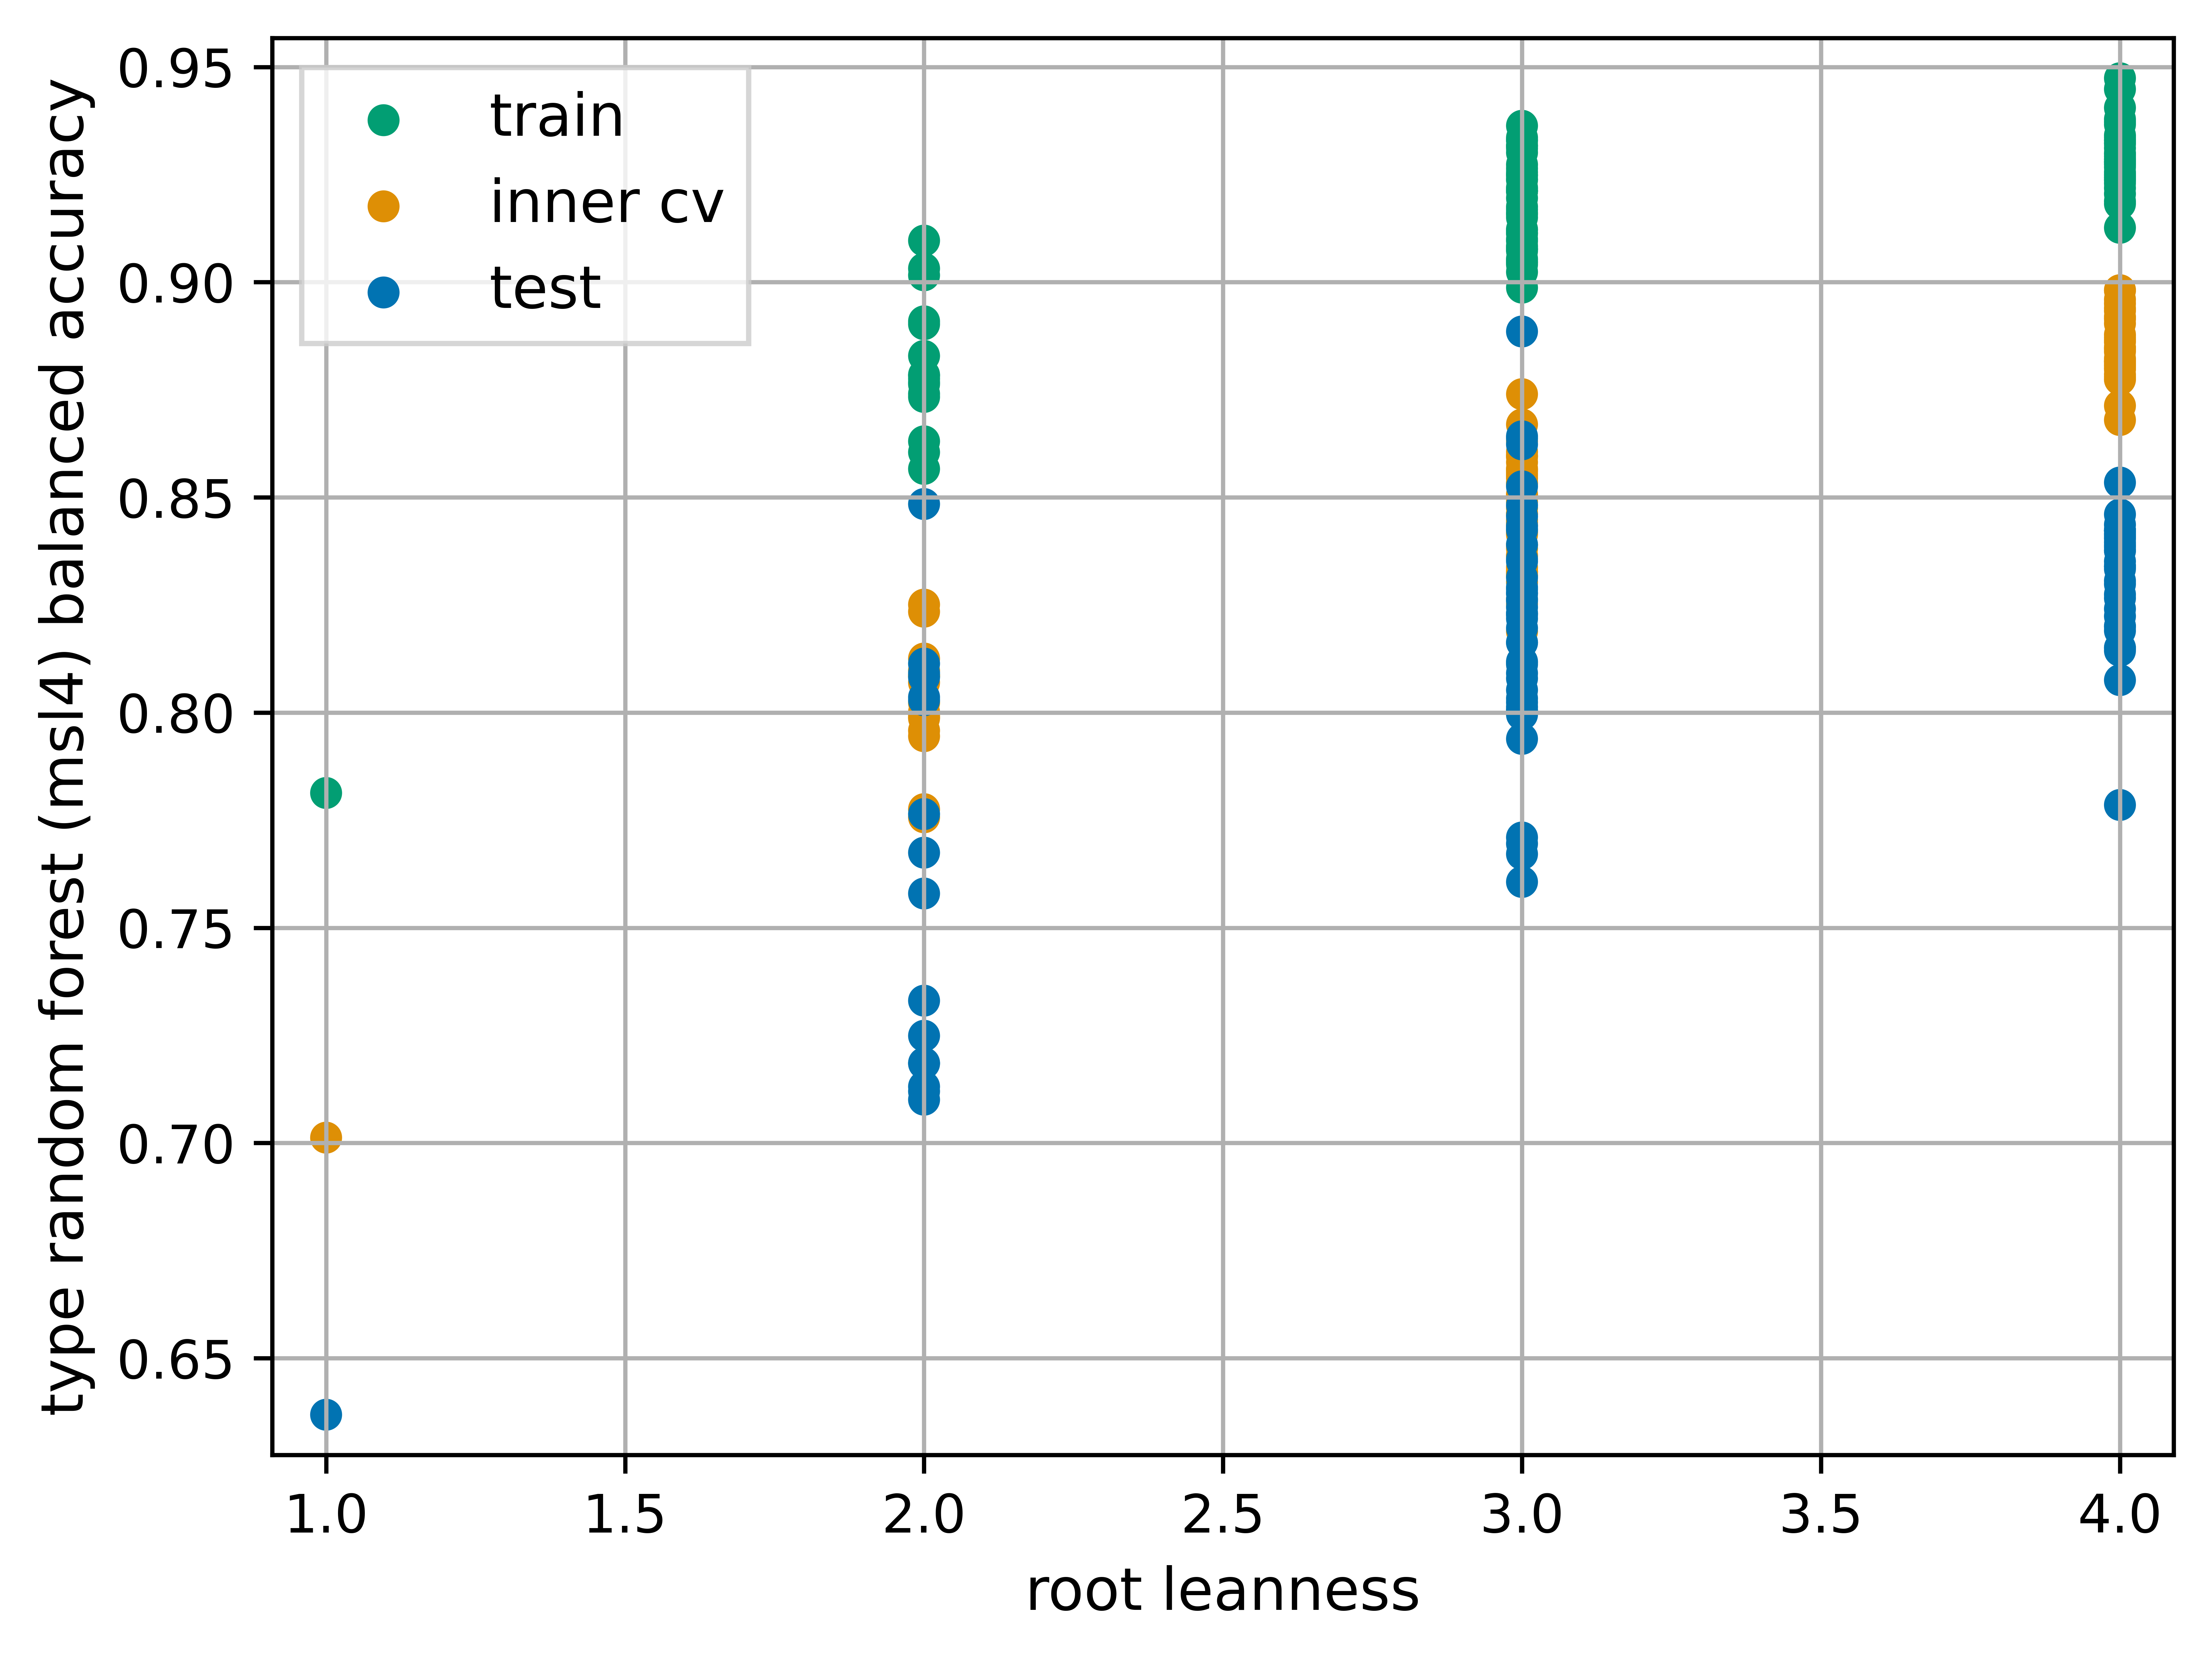 type random forest (msl4) balanced accuracy
0.95
0.90
0.85
0.80
0.75
0.70
0.65
train
inner cv
test
1.0 1.5 2.0 2.5 3.0 3.5 4.0
root leanness